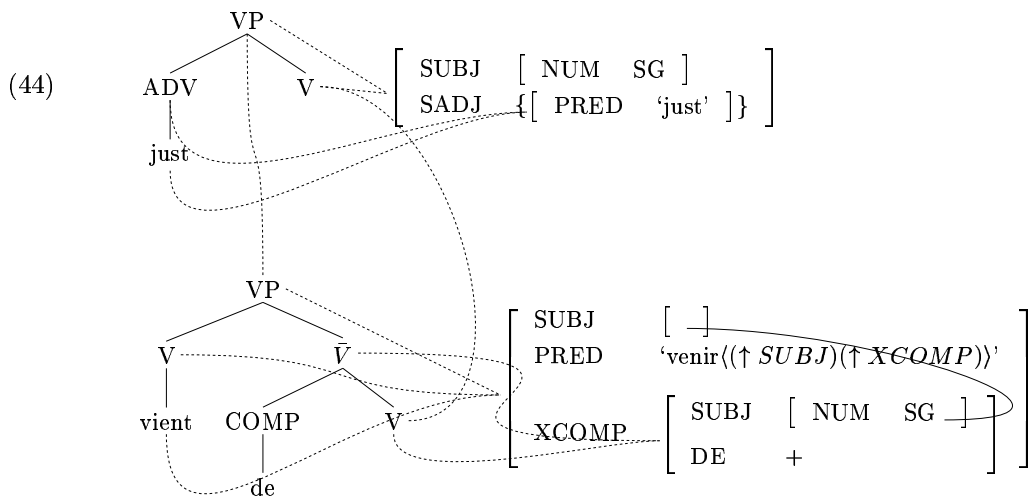 VP
(44) ADV V [ SUBJ [ NUM SG ] ]
[ SADJ {[ PRED ‘just’ ]} ]
just
VP
V V̄ [ SUBJ [ ] ]
[ PRED ‘venir⟨(↑ SUBJ)(↑ XCOMP)⟩’ ]
vient COMP V [ XCOMP [ SUBJ [ NUM SG ] ] ]
[ DE + ]
de